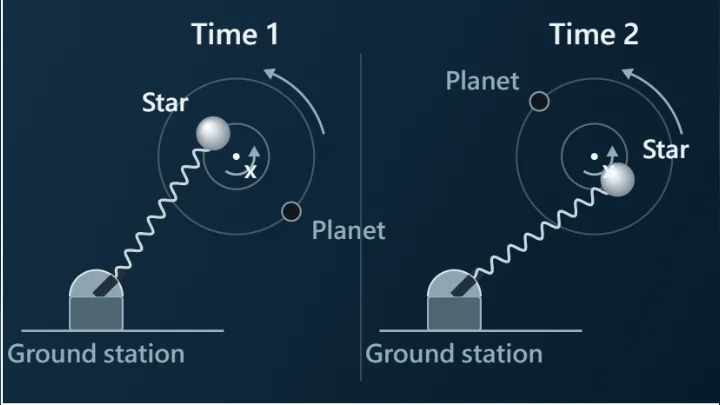 Time 1
Star
x
Planet
Ground station
Time 2
Planet
Star
x
Ground station